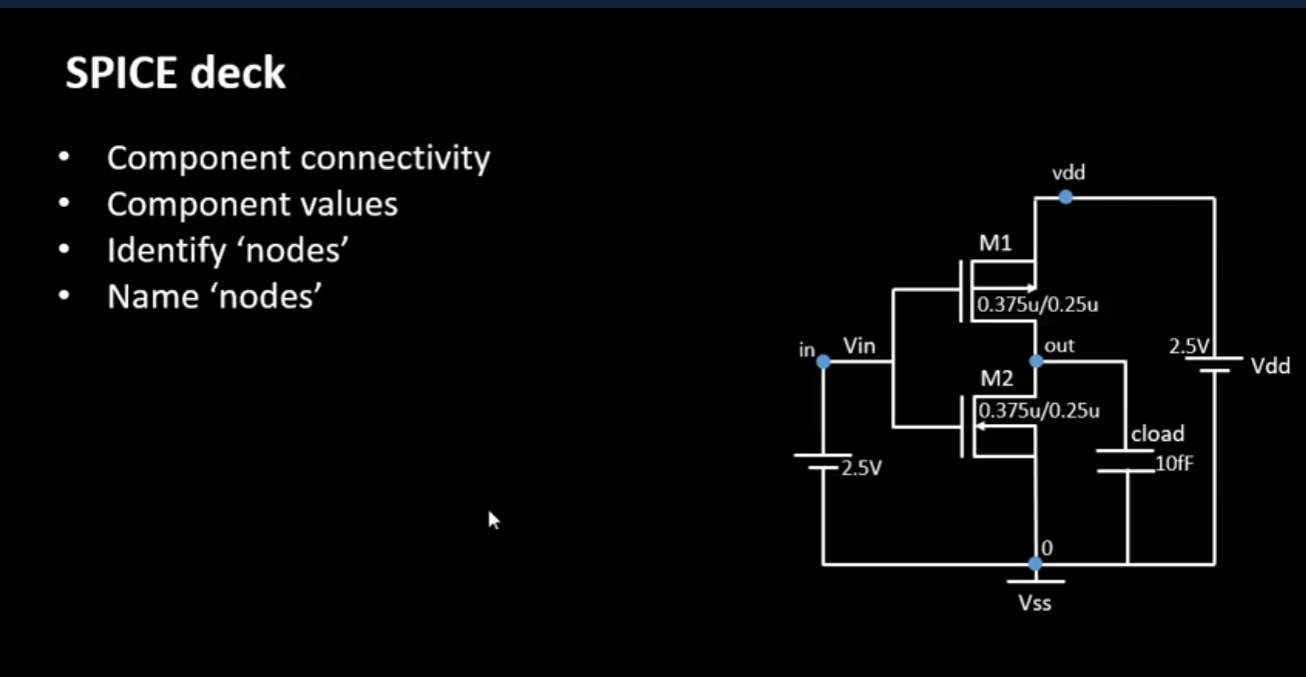 SPICE deck
• Component connectivity
• Component values
• Identify ‘nodes’
• Name ‘nodes’
vdd
M1
0.375u/0.25u
in
Vin
out
2.5V
Vdd
M2
0.375u/0.25u
cload
10fF
2.5V
0
Vss